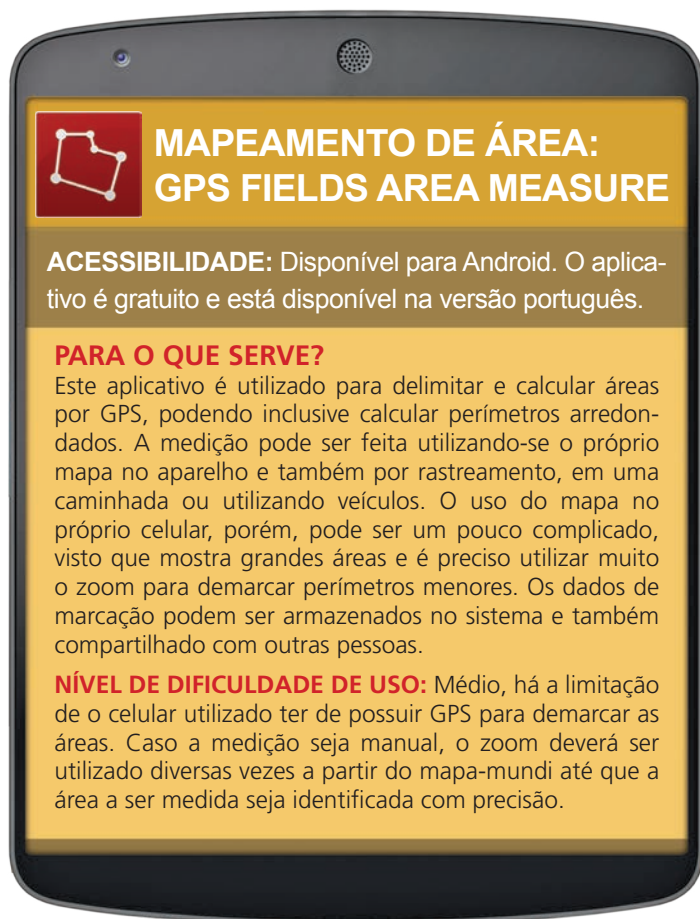 MAPEAMENTO DE ÁREA:
GPS FIELDS AREA MEASURE
ACESSIBILIDADE: Disponível para Android. O aplica-
tivo é gratuito e está disponível na versão português.
PARA O QUE SERVE?
Este aplicativo é utilizado para delimitar e calcular áreas
por GPS, podendo inclusive calcular perímetros arredon-
dados. A medição pode ser feita utilizando-se o próprio
mapa no aparelho e também por rastreamento, em uma
caminhada ou utilizando veículos. O uso do mapa no
próprio celular, porém, pode ser um pouco complicado,
visto que mostra grandes áreas e é preciso utilizar muito
o zoom para demarcar perímetros menores. Os dados de
marcação podem ser armazenados no sistema e também
compartilhado com outras pessoas.
NÍVEL DE DIFICULDADE DE USO: Médio, há a limitação
de o celular utilizado ter de possuir GPS para demarcar as
áreas. Caso a medição seja manual, o zoom deverá ser
utilizado diversas vezes a partir do mapa-mundi até que a
área a ser medida seja identificada com precisão.